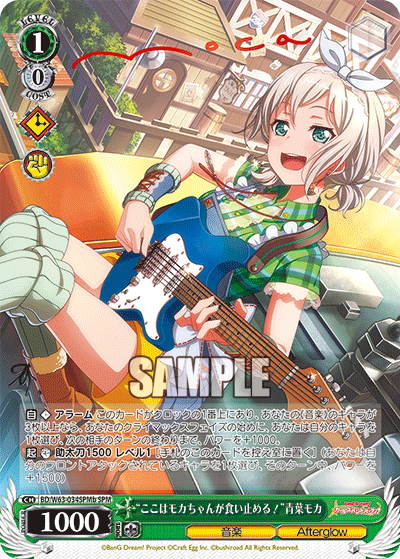 LEVEL
1
0
COST
moca
SAMPLE
自 アラーム このカードがクロックの1番上にあり、あなたの《音楽》のキャラが
3枚以上なら、あなたのクライマックスフェイズの始めに、あなたは自分のキャラ
を1枚選び、次の相手のターンの終わりまで、パワーを+1000。
起 助太刀1500 レベル1 [手札のこのカードを控室に置く] (あなたは自
分のフロントアタックされているキャラを1枚選び、そのターン中、パワーを
+1500)
CH BD/W63-034SPMb SPM
1000
"ここはモカちゃんが食い止める!"青葉モカ
音楽
Afterglow
©BanG Dream! Project ©Craft Egg Inc. ©bushiroad All Rights Reserved.